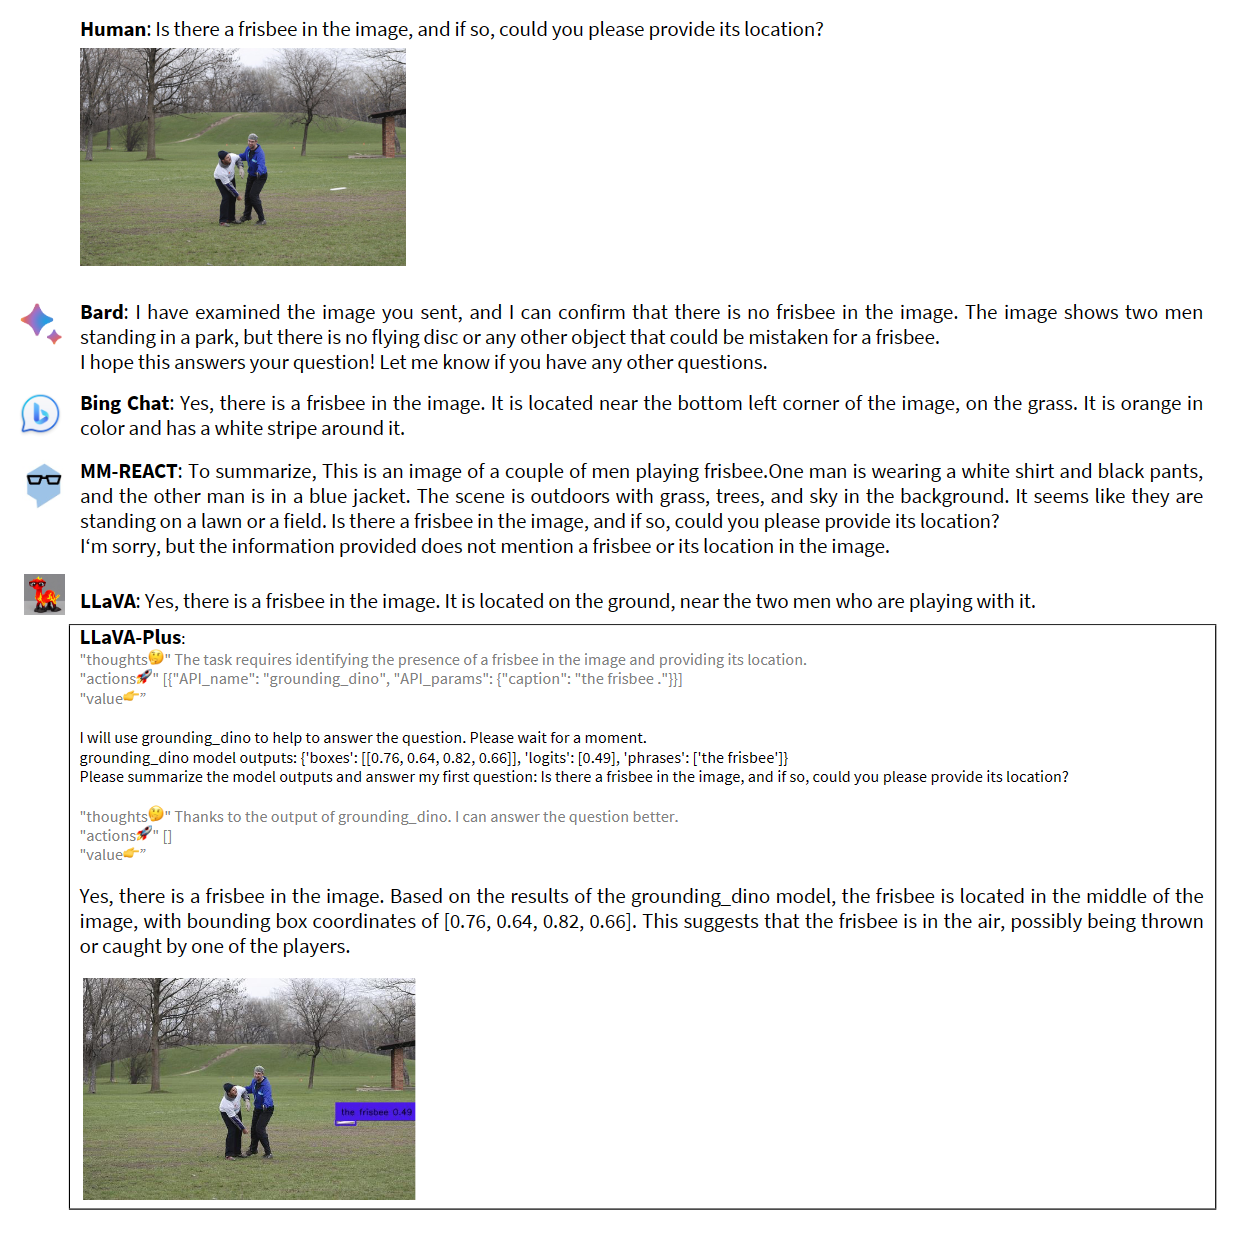 Human: Is there a frisbee in the image, and if so, could you please provide its location?
Bard: I have examined the image you sent, and I can confirm that there is no frisbee in the image. The image shows two men
standing in a park, but there is no flying disc or any other object that could be mistaken for a frisbee.
I hope this answers your question! Let me know if you have any other questions.
Bing Chat: Yes, there is a frisbee in the image. It is located near the bottom left corner of the image, on the grass. It is orange in
color and has a white stripe around it.
MM-REACT: To summarize, This is an image of a couple of men playing frisbee.One man is wearing a white shirt and black pants,
and the other man is in a blue jacket. The scene is outdoors with grass, trees, and sky in the background. It seems like they are
standing on a lawn or a field. Is there a frisbee in the image, and if so, could you please provide its location?
I‘m sorry, but the information provided does not mention a frisbee or its location in the image.
LLaVA: Yes, there is a frisbee in the image. It is located on the ground, near the two men who are playing with it.
LLaVA-Plus:
"thoughts🤔" The task requires identifying the presence of a frisbee in the image and providing its location.
"actions🚀" [{"API_name": "grounding_dino", "API_params": {"caption": "the frisbee ."}}]
"value👉”
I will use grounding_dino to help to answer the question. Please wait for a moment.
grounding_dino model outputs: {'boxes': [[0.76, 0.64, 0.82, 0.66]], 'logits': [0.49], 'phrases': ['the frisbee']}
Please summarize the model outputs and answer my first question: Is there a frisbee in the image, and if so, could you please provide its location?
"thoughts🤔" Thanks to the output of grounding_dino. I can answer the question better.
"actions🚀" []
"value👉”
Yes, there is a frisbee in the image. Based on the results of the grounding_dino model, the frisbee is located in the middle of the
image, with bounding box coordinates of [0.76, 0.64, 0.82, 0.66]. This suggests that the frisbee is in the air, possibly being thrown
or caught by one of the players.
the frisbee 0.49